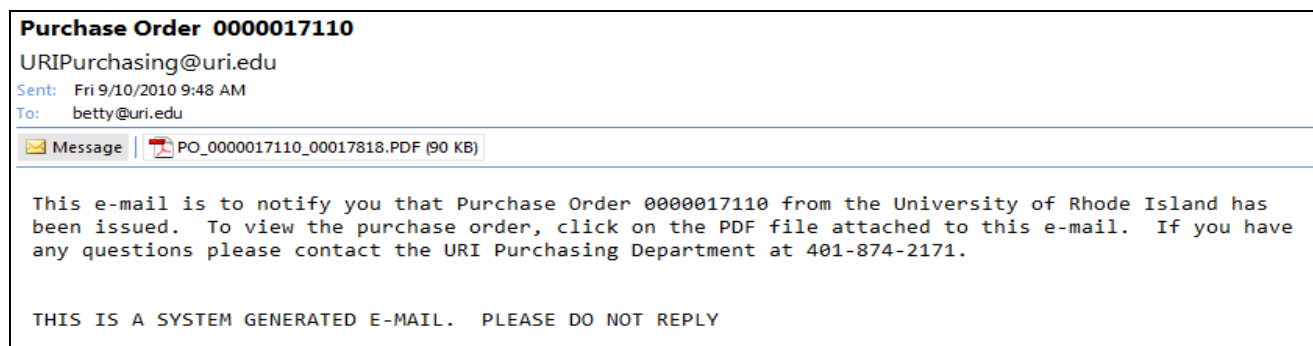 Purchase Order 0000017110
URIPurchasing@uri.edu
Sent: Fri 9/10/2010 9:48 AM
To: betty@uri.edu
Message PO_0000017110_00017818.PDF (90 KB)
This e-mail is to notify you that Purchase Order 0000017110 from the University of Rhode Island has
been issued. To view the purchase order, click on the PDF file attached to this e-mail. If you have
any questions please contact the URI Purchasing Department at 401-874-2171.
THIS IS A SYSTEM GENERATED E-MAIL. PLEASE DO NOT REPLY